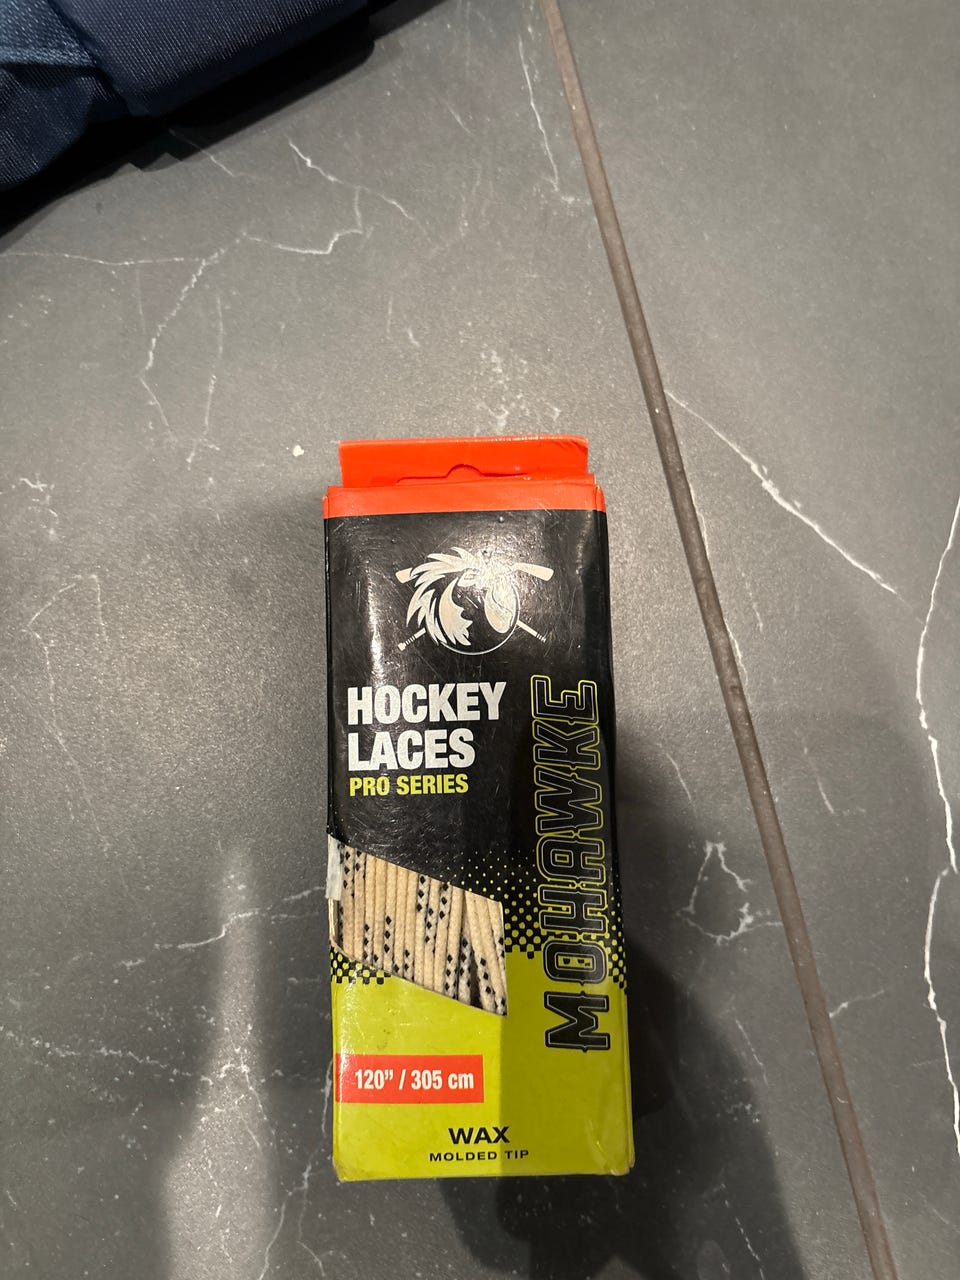 HOCKEY
LACES
PRO SERIES
MOHAWKE
120” / 305 cm
WAX
MOLDED TIP